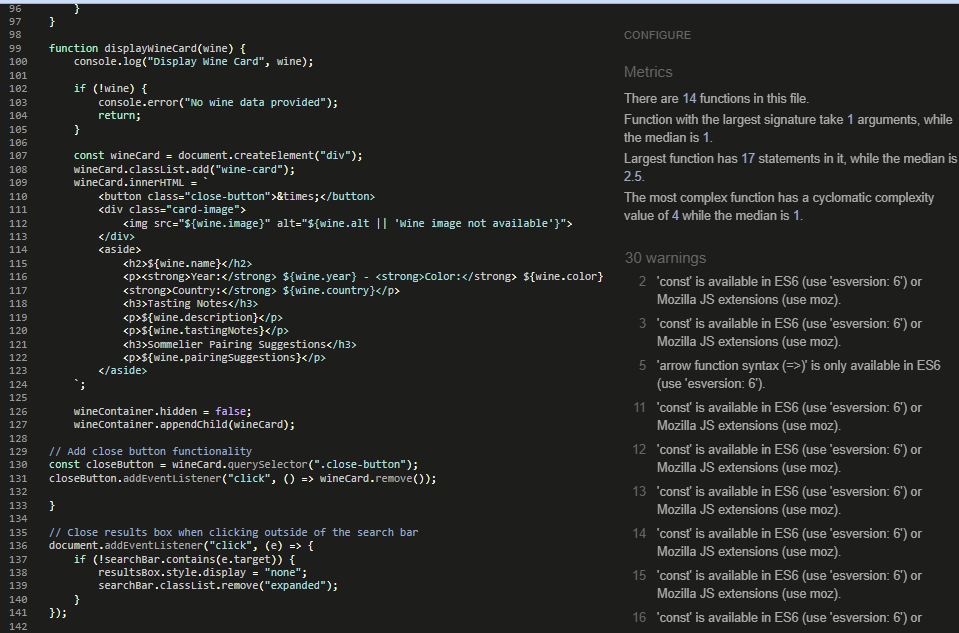 96         }
97     }
98
99     function displayWineCard(wine) {
100         console.log("Display Wine Card", wine);
101
102         if (!wine) {
103             console.error("No wine data provided");
104             return;
105         }
106
107         const wineCard = document.createElement("div");
108         wineCard.classList.add("wine-card");
109         wineCard.innerHTML = `
110             <button class="close-button">&times;</button>
111             <div class="card-image">
112                 <img src="${wine.image}" alt="${wine.alt || 'Wine image not available'}">
113             </div>
114             <aside>
115                 <h2>${wine.name}</h2>
116                 <p><strong>Year:</strong> ${wine.year} - <strong>Color:</strong> ${wine.color}
117                 <strong>Country:</strong> ${wine.country}</p>
118                 <h3>Tasting Notes</h3>
119                 <p>${wine.description}</p>
120                 <p>${wine.tastingNotes}</p>
121                 <h3>Sommelier Pairing Suggestions</h3>
122                 <p>${wine.pairingSuggestions}</p>
123             </aside>
124         `;
125
126         wineContainer.hidden = false;
127         wineContainer.appendChild(wineCard);
128
129     // Add close button functionality
130     const closeButton = wineCard.querySelector(".close-button");
131     closeButton.addEventListener("click", () => wineCard.remove());
132
133     }
134
135     // Close results box when clicking outside of the search bar
136     document.addEventListener("click", (e) => {
137         if (!searchBar.contains(e.target)) {
138             resultsBox.style.display = "none";
139             searchBar.classList.remove("expanded");
140         }
141     });
142
CONFIGURE
Metrics
There are 14 functions in this file.
Function with the largest signature take 1 arguments, while
the median is 1.
Largest function has 17 statements in it, while the median is
2.5.
The most complex function has a cyclomatic complexity
value of 4 while the median is 1.
30 warnings
2 'const' is available in ES6 (use 'esversion: 6') or
Mozilla JS extensions (use moz).
3 'const' is available in ES6 (use 'esversion: 6') or
Mozilla JS extensions (use moz).
5 'arrow function syntax (=>)' is only available in ES6
(use 'esversion: 6').
11 'const' is available in ES6 (use 'esversion: 6') or
Mozilla JS extensions (use moz).
12 'const' is available in ES6 (use 'esversion: 6') or
Mozilla JS extensions (use moz).
13 'const' is available in ES6 (use 'esversion: 6') or
Mozilla JS extensions (use moz).
14 'const' is available in ES6 (use 'esversion: 6') or
Mozilla JS extensions (use moz).
15 'const' is available in ES6 (use 'esversion: 6') or
Mozilla JS extensions (use moz).
16 'const' is available in ES6 (use 'esversion: 6') or